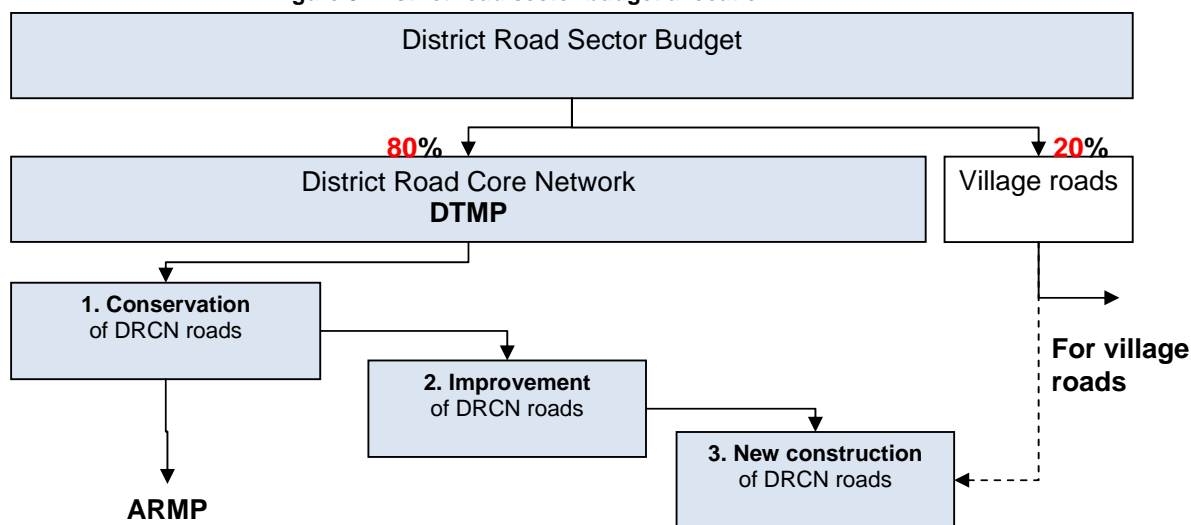 District Road Sector Budget
80%
20%
District Road Core Network
DTMP
Village roads
1. Conservation
of DRCN roads
For village
roads
2. Improvement
of DRCN roads
3. New construction
of DRCN roads
ARMP